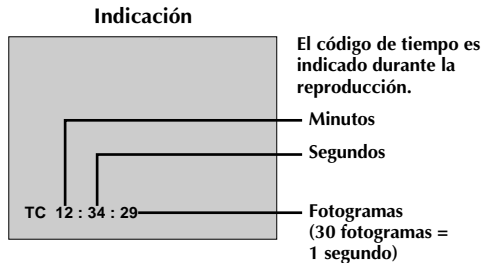 Indicación
El código de tiempo es
indicado durante la
reproducción.
Minutos
Segundos
TC 12 : 34 : 29
Fotogramas
(30 fotogramas =
1 segundo)